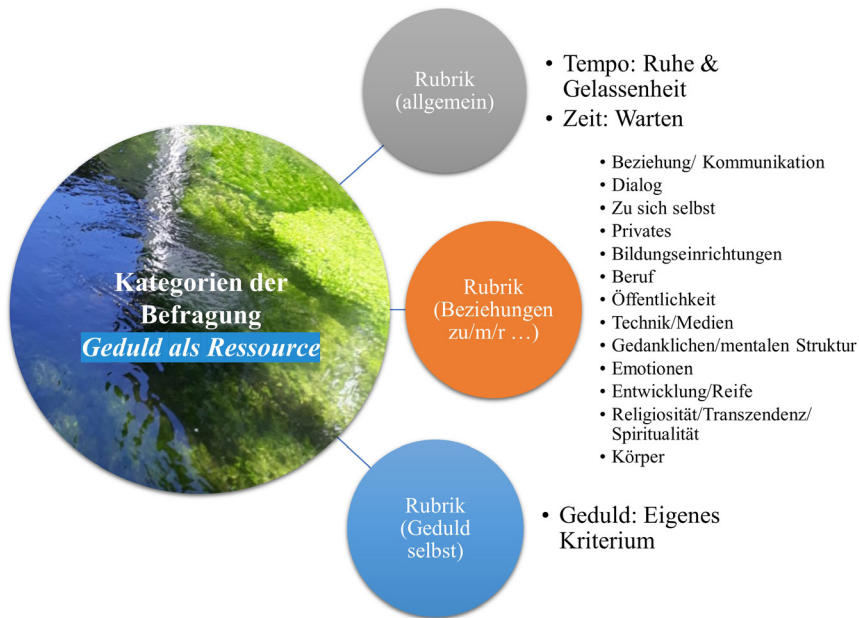 Kategorien der
Befragung
Geduld als Ressource
Rubrik
(allgemein)
• Tempo: Ruhe &
Gelassenheit
• Zeit: Warten
Rubrik
(Beziehungen
zu/m/r …)
• Beziehung/ Kommunikation
• Dialog
• Zu sich selbst
• Privates
• Bildungseinrichtungen
• Beruf
• Öffentlichkeit
• Technik/Medien
• Gedanklichen/mentalen Struktur
• Emotionen
• Entwicklung/Reife
• Religiosität/Transzendenz/
Spiritualität
• Körper
Rubrik
(Geduld
selbst)
• Geduld: Eigenes
Kriterium